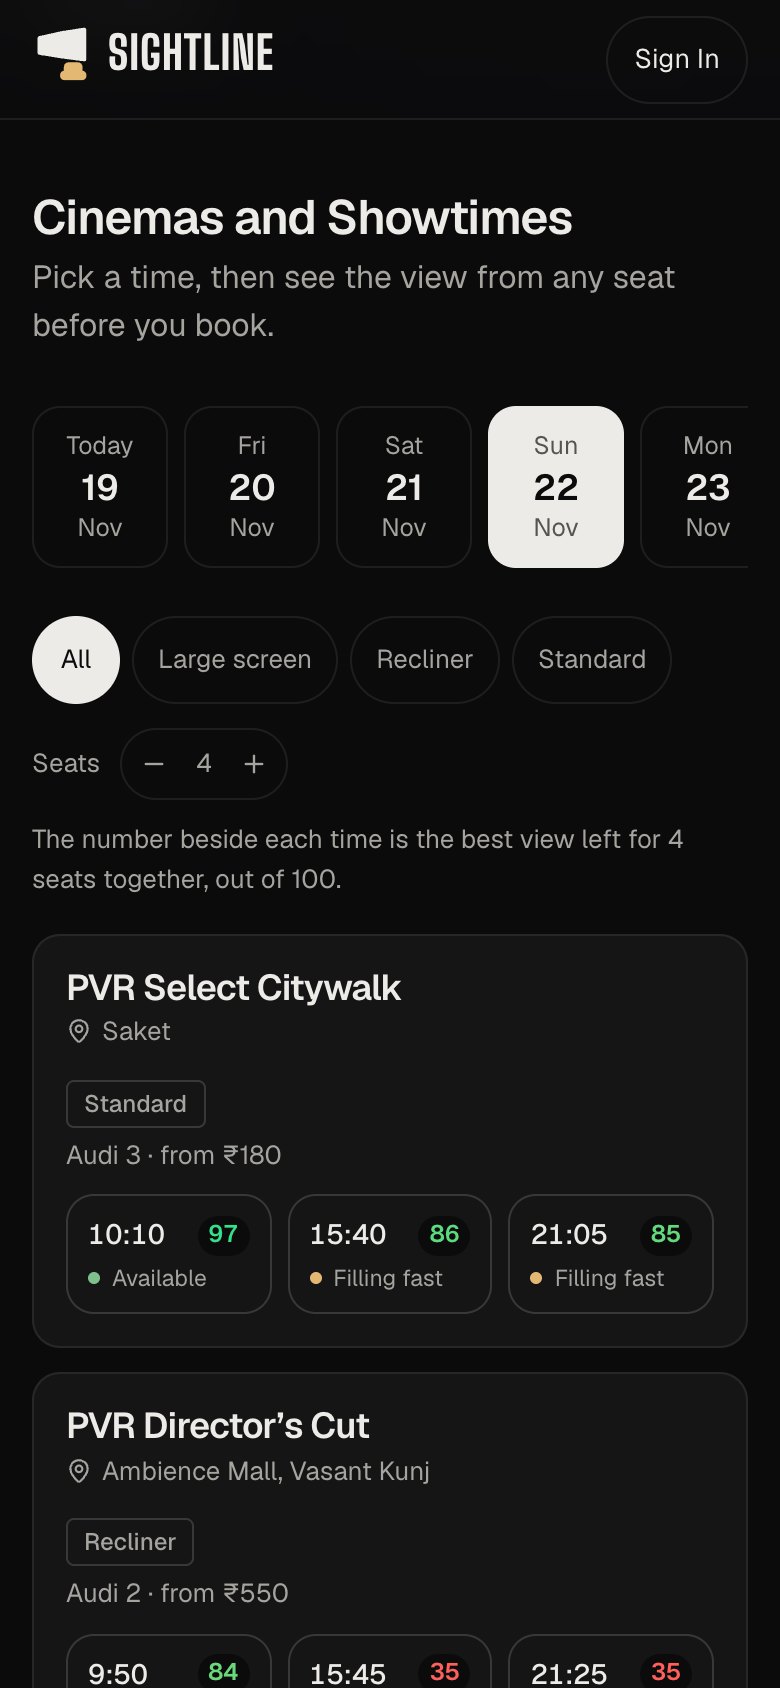 SIGHTLINE
Sign In
Cinemas and Showtimes
Pick a time, then see the view from any seat
before you book.
Today Fri Sat Sun Mon
19 20 21 22 23
Nov Nov Nov Nov Nov
All Large screen Recliner Standard
Seats − 4 +
The number beside each time is the best view left for 4
seats together, out of 100.
PVR Select Citywalk
Saket
Standard
Audi 3 · from ₹180
10:10 97 15:40 86 21:05 85
Available Filling fast Filling fast
PVR Director’s Cut
Ambience Mall, Vasant Kunj
Recliner
Audi 2 · from ₹550
9:50 84 15:45 35 21:25 35